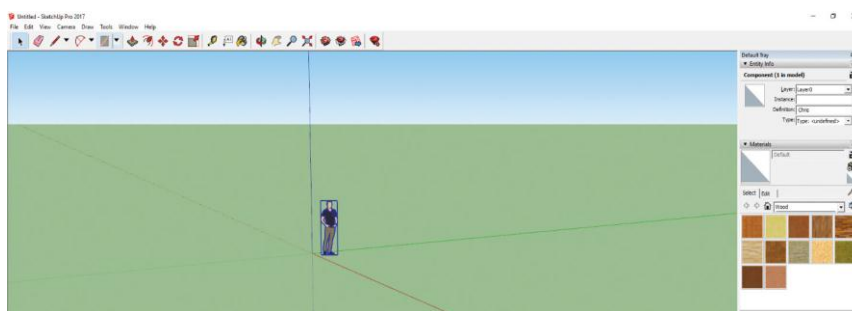 Untitled - SketchUp Pro 2017
File Edit View Camera Draw Tools Window Help
Default Tray
Entity Info
Component (1 in model)
Layer: Layer0
Instance:
Definition: Chris
Type: Type: <undefined>
Materials
Default
Select Edit
Wood